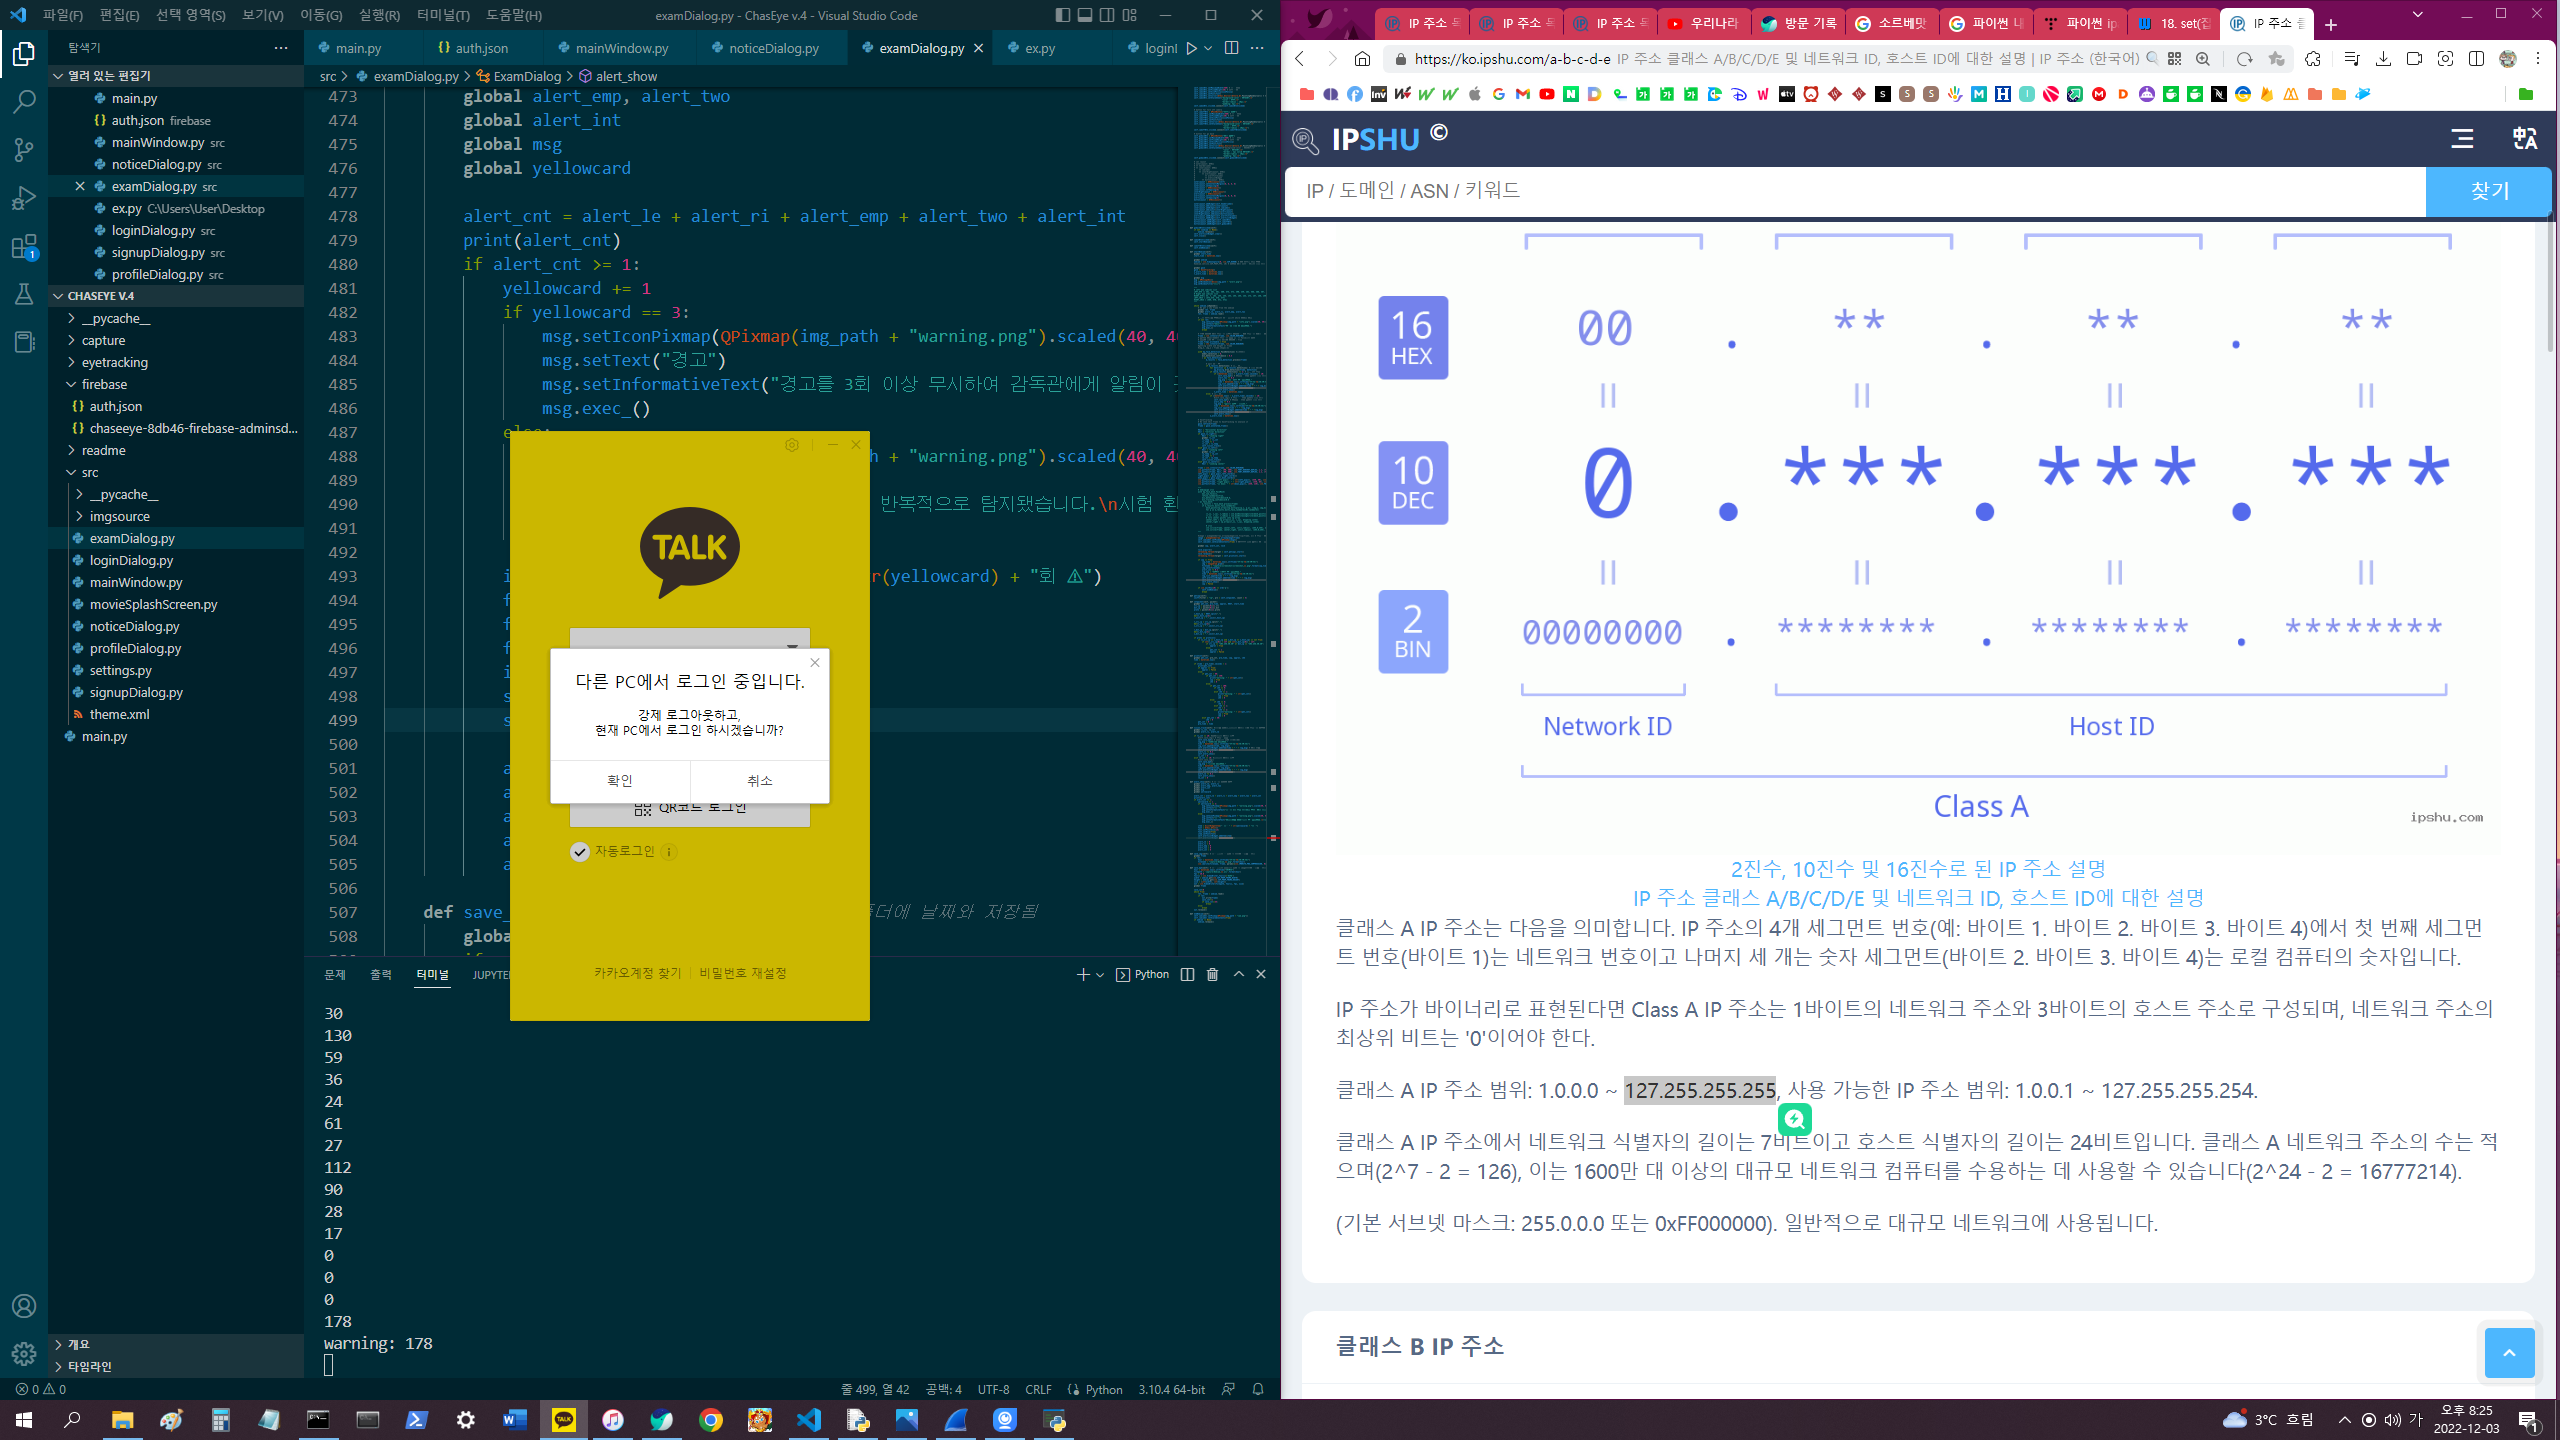 파일(F) 편집(E) 선택 영역(S) 보기(V) 이동(G) 실행(R) 터미널(T) 도움말(H)
examDialog.py - ChasEye v.4 - Visual Studio Code
탐색기
열려 있는 편집기
main.py
auth.json firebase
mainWindow.py src
noticeDialog.py src
examDialog.py src
ex.py C:\Users\User\Desktop
loginDialog.py src
signupDialog.py src
profileDialog.py src
CHASEYE V.4
__pycache__
capture
eyetracking
firebase
auth.json
chaseeye-8db46-firebase-adminsd...
readme
src
__pycache__
imgsource
examDialog.py
loginDialog.py
mainWindow.py
movieSplashScreen.py
noticeDialog.py
profileDialog.py
settings.py
signupDialog.py
theme.xml
main.py
개요
타임라인
main.py auth.json mainWindow.py noticeDialog.py examDialog.py ex.py loginI
src > examDialog.py > ExamDialog > alert_show
473 global alert_emp, alert_two
474 global alert_int
475 global msg
476 global yellowcard
477
478 alert_cnt = alert_le + alert_ri + alert_emp + alert_two + alert_int
479 print(alert_cnt)
480 if alert_cnt >= 1:
481 yellowcard += 1
482 if yellowcard == 3:
483 msg.setIconPixmap(QPixmap(img_path + "warning.png").scaled(40, 4
484 msg.setText("경고")
485 msg.setInformativeText("경고를 3회 이상 무시하여 감독관에게 알림이
486 msg.exec_()
487
488 h + "warning.png").scaled(40, 4
489
490 반복적으로 탐지됐습니다.\n시험 환
491
492
493 i r(yellowcard) + "회 ⚠")
494 f
495 f
496 f
497 i
498 s
499 s
500
501 a
502 a
503 a
504 a
505 a
506
507 def save_ 더에 날짜와 저장됨
508 globa
TALK
다른 PC에서 로그인 중입니다.
강제 로그아웃하고,
현재 PC에서 로그인 하시겠습니까?
확인 취소
QR코드 로그인
자동로그인
카카오계정 찾기 | 비밀번호 재설정
문제 출력 터미널 JUPYTER
Python
30
130
59
36
24
61
27
112
90
28
17
0
0
0
178
warning: 178
0 0
줄 499, 열 42 공백: 4 UTF-8 CRLF Python 3.10.4 64-bit
IP 주소 IP 주소 IP 주소 우리나라 방문 기록 소르베맛 파이썬 파이썬 ip 18. set(집 IP 주소
https://ko.ipshu.com/a-b-c-d-e IP 주소 클래스 A/B/C/D/E 및 네트워크 ID, 호스트 ID에 대한 설명 | IP 주소 (한국어)
IPSHU ©
IP / 도메인 / ASN / 키워드
찾기
16 HEX 00 . ** . ** . **
= = = =
10 DEC 0 . *** . *** . ***
= = = =
2 BIN 00000000 . ******** . ******** . ********
Network ID Host ID
Class A
ipshu.com
2진수, 10진수 및 16진수로 된 IP 주소 설명
IP 주소 클래스 A/B/C/D/E 및 네트워크 ID, 호스트 ID에 대한 설명
클래스 A IP 주소는 다음을 의미합니다. IP 주소의 4개 세그먼트 번호(예: 바이트 1. 바이트 2. 바이트 3. 바이트 4)에서 첫 번째 세그먼
트 번호(바이트 1)는 네트워크 번호이고 나머지 세 개는 숫자 세그먼트(바이트 2. 바이트 3. 바이트 4)는 로컬 컴퓨터의 숫자입니다.
IP 주소가 바이너리로 표현된다면 Class A IP 주소는 1바이트의 네트워크 주소와 3바이트의 호스트 주소로 구성되며, 네트워크 주소의
최상위 비트는 '0'이어야 한다.
클래스 A IP 주소 범위: 1.0.0.0 ~ 127.255.255.255, 사용 가능한 IP 주소 범위: 1.0.0.1 ~ 127.255.255.254.
클래스 A IP 주소에서 네트워크 식별자의 길이는 7비트이고 호스트 식별자의 길이는 24비트입니다. 클래스 A 네트워크 주소의 수는 적
으며(2^7 - 2 = 126), 이는 1600만 대 이상의 대규모 네트워크 컴퓨터를 수용하는 데 사용할 수 있습니다(2^24 - 2 = 16777214).
(기본 서브넷 마스크: 255.0.0.0 또는 0xFF000000). 일반적으로 대규모 네트워크에 사용됩니다.
클래스 B IP 주소
3°C 흐림
가
오후 8:25
2022-12-03